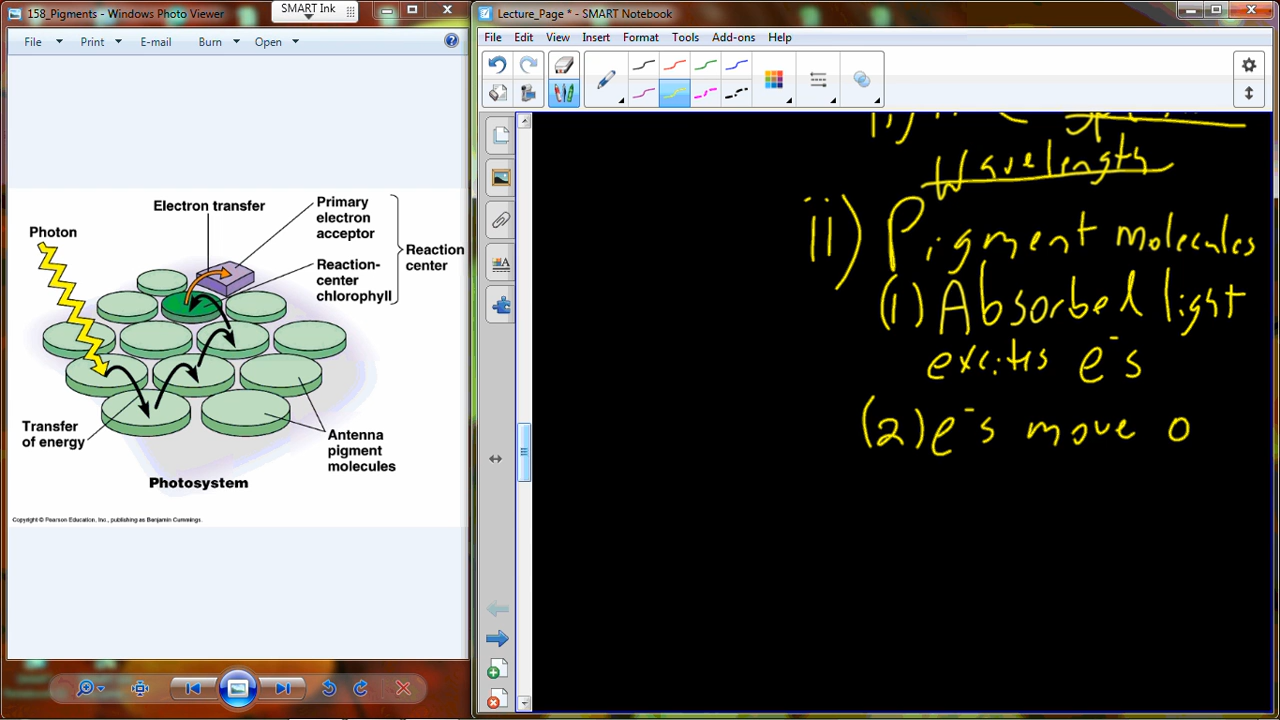 158_Pigments - Windows Photo Viewer
SMART Ink
File Print E-mail Burn Open
Electron transfer
Primary
electron
acceptor
Photon
Reaction
center
Reaction-
center
chlorophyll
Transfer
of energy
Antenna
pigment
molecules
Photosystem
Copyright © Pearson Education, Inc., publishing as Benjamin Cummings.
Lecture_Page * - SMART Notebook
File Edit View Insert Format Tools Add-ons Help
Wavelength
ii) Pigment molecules
(1) Absorbed light
excites e⁻s
(2) e⁻s move o